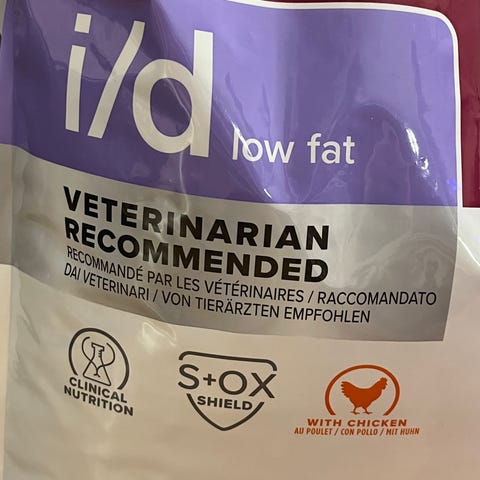 i/d low fat
VETERINARIAN
RECOMMENDED
RECOMMANDÉ PAR LES VÉTÉRINAIRES / RACCOMANDATO
DAI VETERINARI / VON TIERÄRZTEN EMPFOHLEN
CLINICAL
NUTRITION
S+OX
SHIELD
WITH CHICKEN
AU POULET / CON POLLO / MIT HUHN